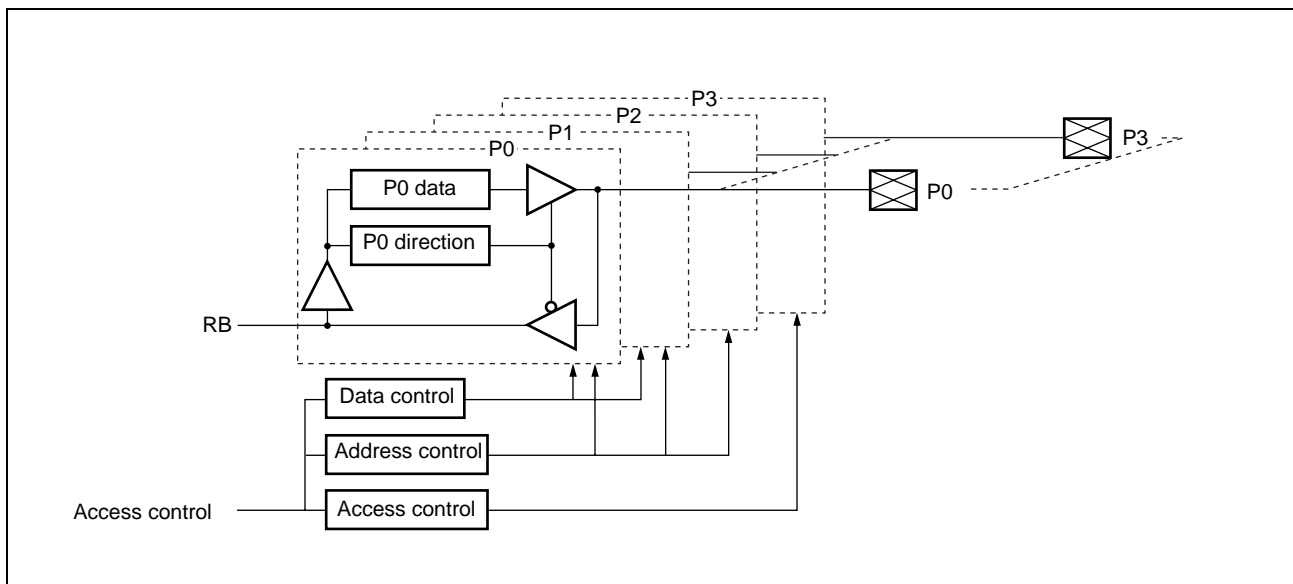 P3
P2
P1
P0
P0 data
P0 direction
RB
Data control
Address control
Access control
Access control
P3
P0